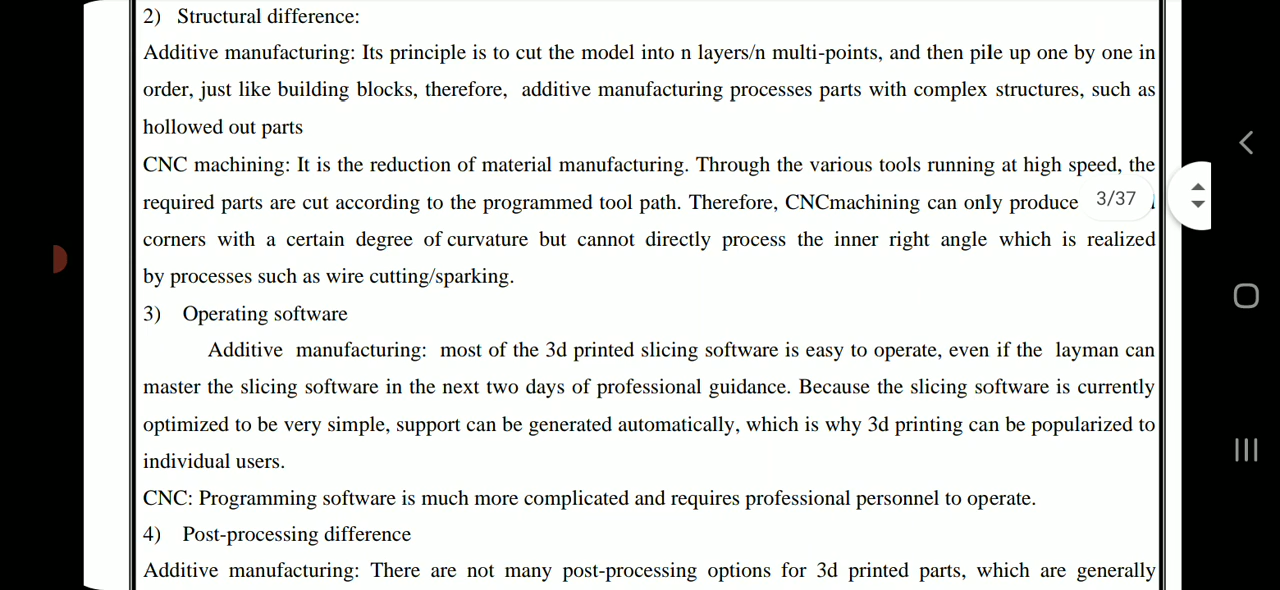 2) Structural difference:
Additive manufacturing: Its principle is to cut the model into n layers/n multi-points, and then pile up one by one in
order, just like building blocks, therefore, additive manufacturing processes parts with complex structures, such as
hollowed out parts
CNC machining: It is the reduction of material manufacturing. Through the various tools running at high speed, the
required parts are cut according to the programmed tool path. Therefore, CNCmachining can only produce
3/37
corners with a certain degree of curvature but cannot directly process the inner right angle which is realized
by processes such as wire cutting/sparking.
3) Operating software
Additive manufacturing: most of the 3d printed slicing software is easy to operate, even if the layman can
master the slicing software in the next two days of professional guidance. Because the slicing software is currently
optimized to be very simple, support can be generated automatically, which is why 3d printing can be popularized to
individual users.
CNC: Programming software is much more complicated and requires professional personnel to operate.
4) Post-processing difference
Additive manufacturing: There are not many post-processing options for 3d printed parts, which are generally